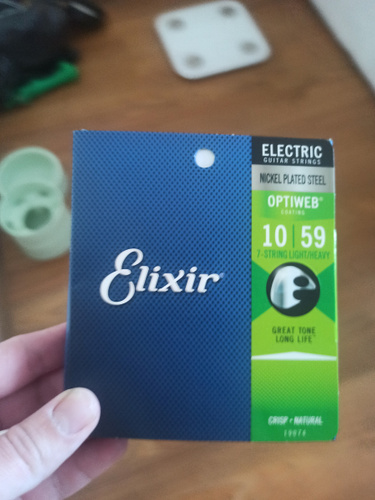 ELECTRIC
GUITAR STRINGS
NICKEL PLATED STEEL
OPTIWEB®
COATING
10 | 59
7-STRING LIGHT/HEAVY
Elixir®
GREAT TONE
LONG LIFE™
CRISP • NATURAL